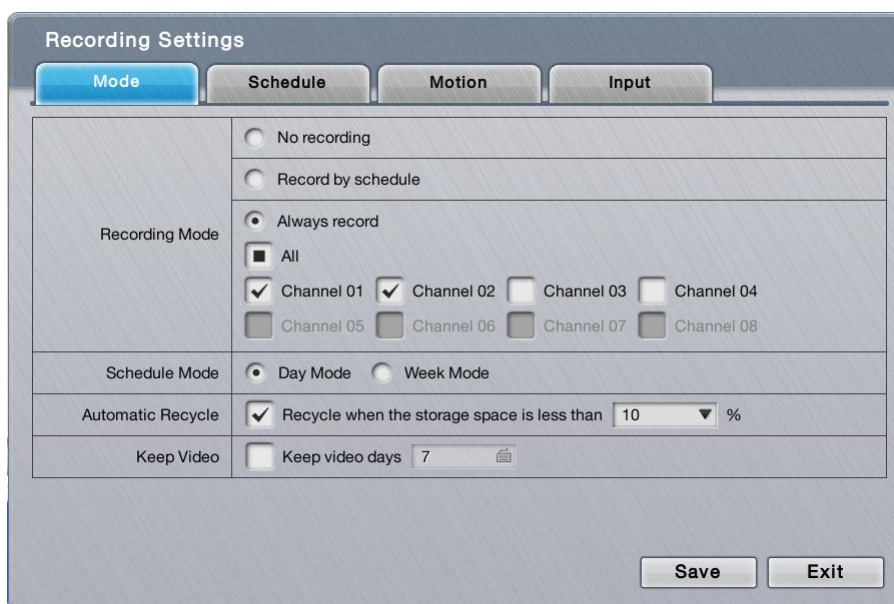 Recording Settings
Mode Schedule Motion Input
No recording
Record by schedule
Recording Mode
Always record
All
Channel 01 Channel 02 Channel 03 Channel 04
Channel 05 Channel 06 Channel 07 Channel 08
Schedule Mode Day Mode Week Mode
Automatic Recycle Recycle when the storage space is less than 10 %
Keep Video Keep video days 7
Save Exit